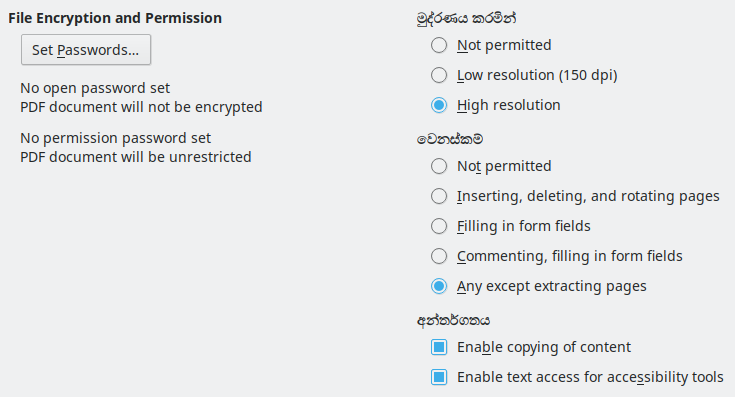 File Encryption and Permission
Set Passwords...
No open password set
PDF document will not be encrypted
No permission password set
PDF document will be unrestricted
මුද්රණය කරමින්
Not permitted
Low resolution (150 dpi)
High resolution
වෙනස්කම්
Not permitted
Inserting, deleting, and rotating pages
Filling in form fields
Commenting, filling in form fields
Any except extracting pages
අන්තර්ගතය
Enable copying of content
Enable text access for accessibility tools